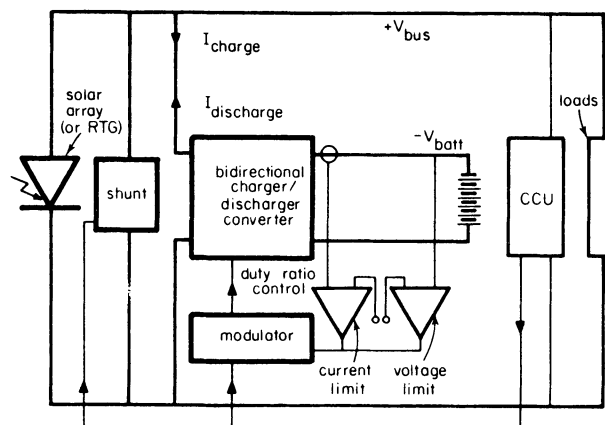 +Vbus
Icharge
solar
array
(or RTG)
Idischarge
loads
−Vbatt
shunt
bidirectional
charger/
discharger
converter
CCU
duty ratio
control
modulator
current
limit
voltage
limit